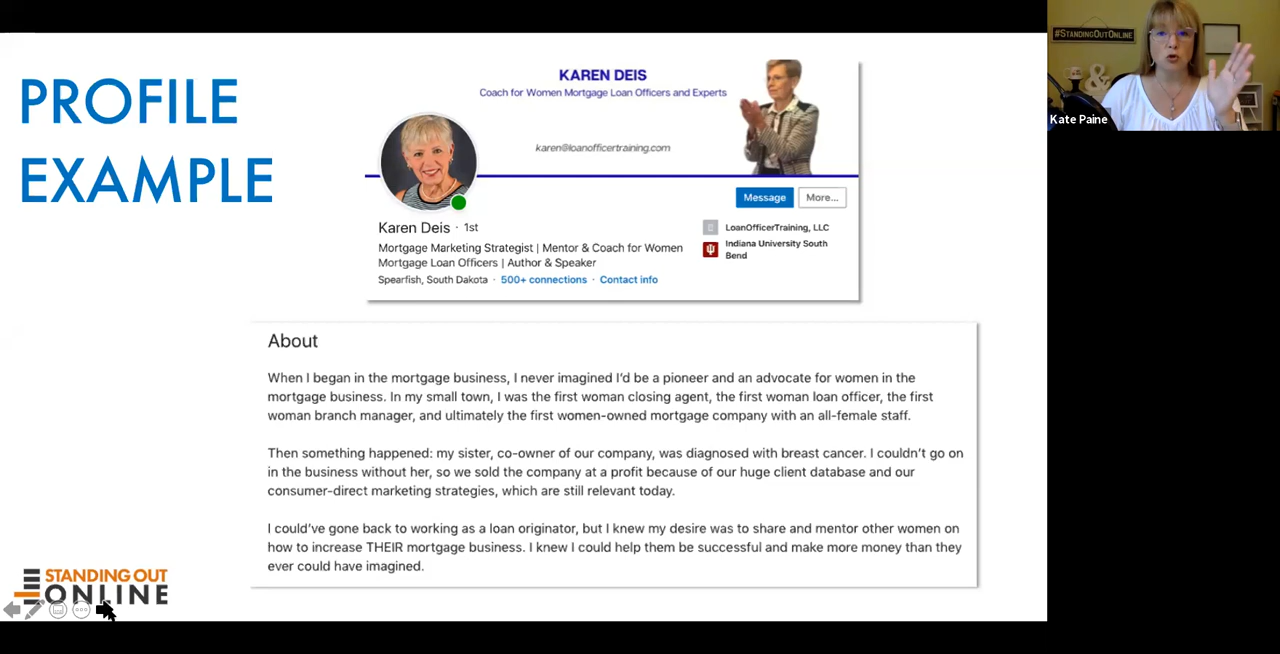 PROFILE
EXAMPLE
KAREN DEIS
Coach for Women Mortgage Loan Officers and Experts
karen@loanofficertraining.com
Message
More...
Karen Deis · 1st
Mortgage Marketing Strategist | Mentor & Coach for Women
Mortgage Loan Officers | Author & Speaker
Spearfish, South Dakota · 500+ connections · Contact info
LoanOfficerTraining, LLC
Indiana University South
Bend
About
When I began in the mortgage business, I never imagined I'd be a pioneer and an advocate for women in the
mortgage business. In my small town, I was the first woman closing agent, the first woman loan officer, the first
woman branch manager, and ultimately the first women-owned mortgage company with an all-female staff.
Then something happened: my sister, co-owner of our company, was diagnosed with breast cancer. I couldn't go on
in the business without her, so we sold the company at a profit because of our huge client database and our
consumer-direct marketing strategies, which are still relevant today.
I could've gone back to working as a loan originator, but I knew my desire was to share and mentor other women on
how to increase THEIR mortgage business. I knew I could help them be successful and make more money than they
ever could have imagined.
STANDING OUT
ONLINE
#STANDINGOUTONLINE
&
Kate Paine